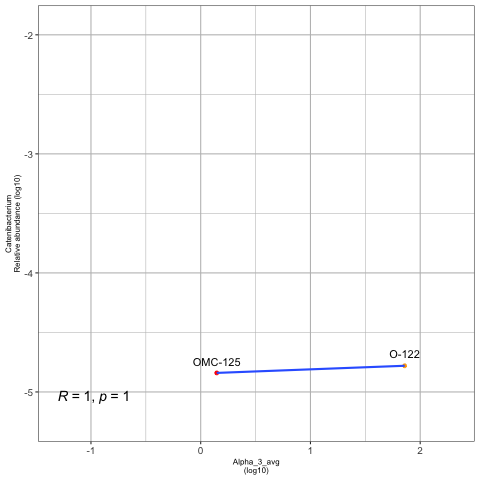 Catenibacterium
Relative abundance (log10)
-2
-3
-4
-5
OMC-125
O-122
R = 1, p = 1
-1
0
1
2
Alpha_3_avg
(log10)